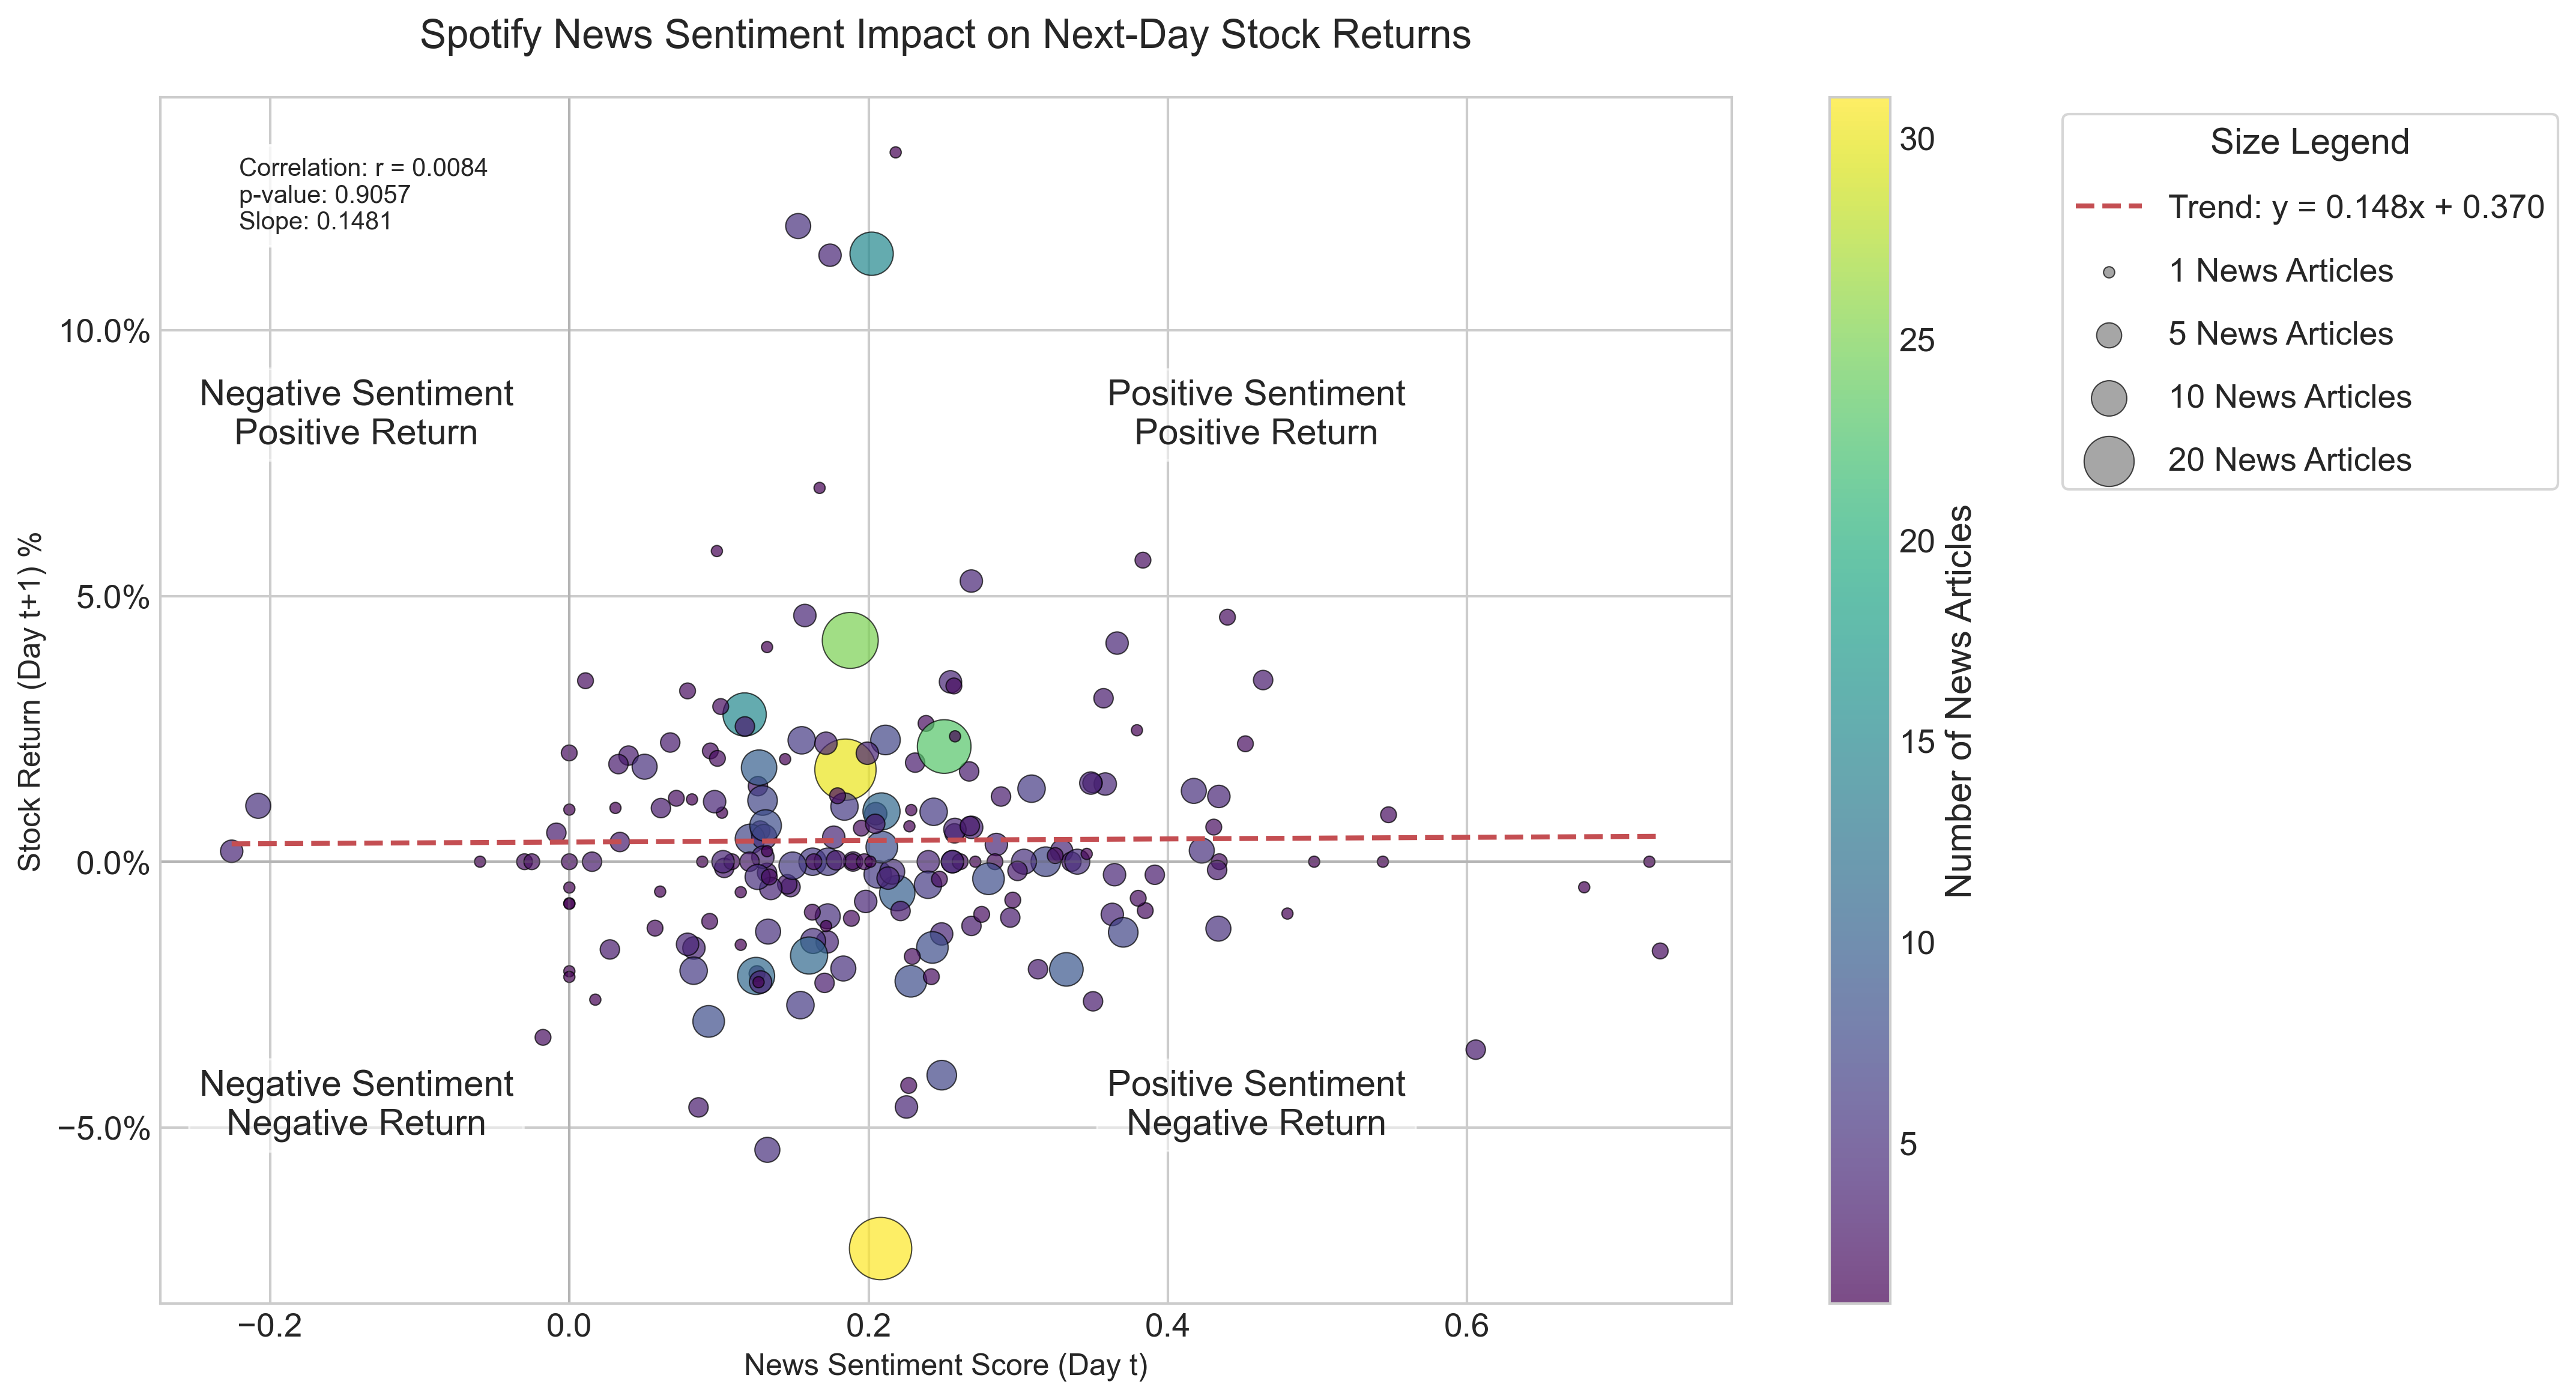 Spotify News Sentiment Impact on Next-Day Stock Returns
Correlation: r = 0.0084
p-value: 0.9057
Slope: 0.1481
Negative Sentiment
Positive Return
Positive Sentiment
Positive Return
Negative Sentiment
Negative Return
Positive Sentiment
Negative Return
Stock Return (Day t+1) %
10.0%
5.0%
0.0%
−5.0%
−0.2
0.0
0.2
0.4
0.6
News Sentiment Score (Day t)
30
25
20
15
10
5
Number of News Articles
Size Legend
Trend: y = 0.148x + 0.370
1 News Articles
5 News Articles
10 News Articles
20 News Articles